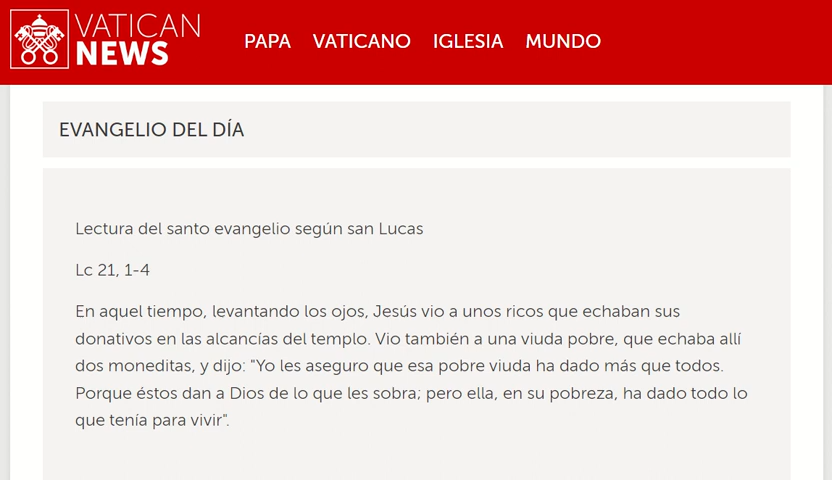 VATICAN
NEWS
PAPA VATICANO IGLESIA MUNDO
EVANGELIO DEL DÍA
Lectura del santo evangelio según san Lucas
Lc 21, 1-4
En aquel tiempo, levantando los ojos, Jesús vio a unos ricos que echaban sus
donativos en las alcancías del templo. Vio también a una viuda pobre, que echaba allí
dos moneditas, y dijo: "Yo les aseguro que esa pobre viuda ha dado más que todos.
Porque éstos dan a Dios de lo que les sobra; pero ella, en su pobreza, ha dado todo lo
que tenía para vivir".